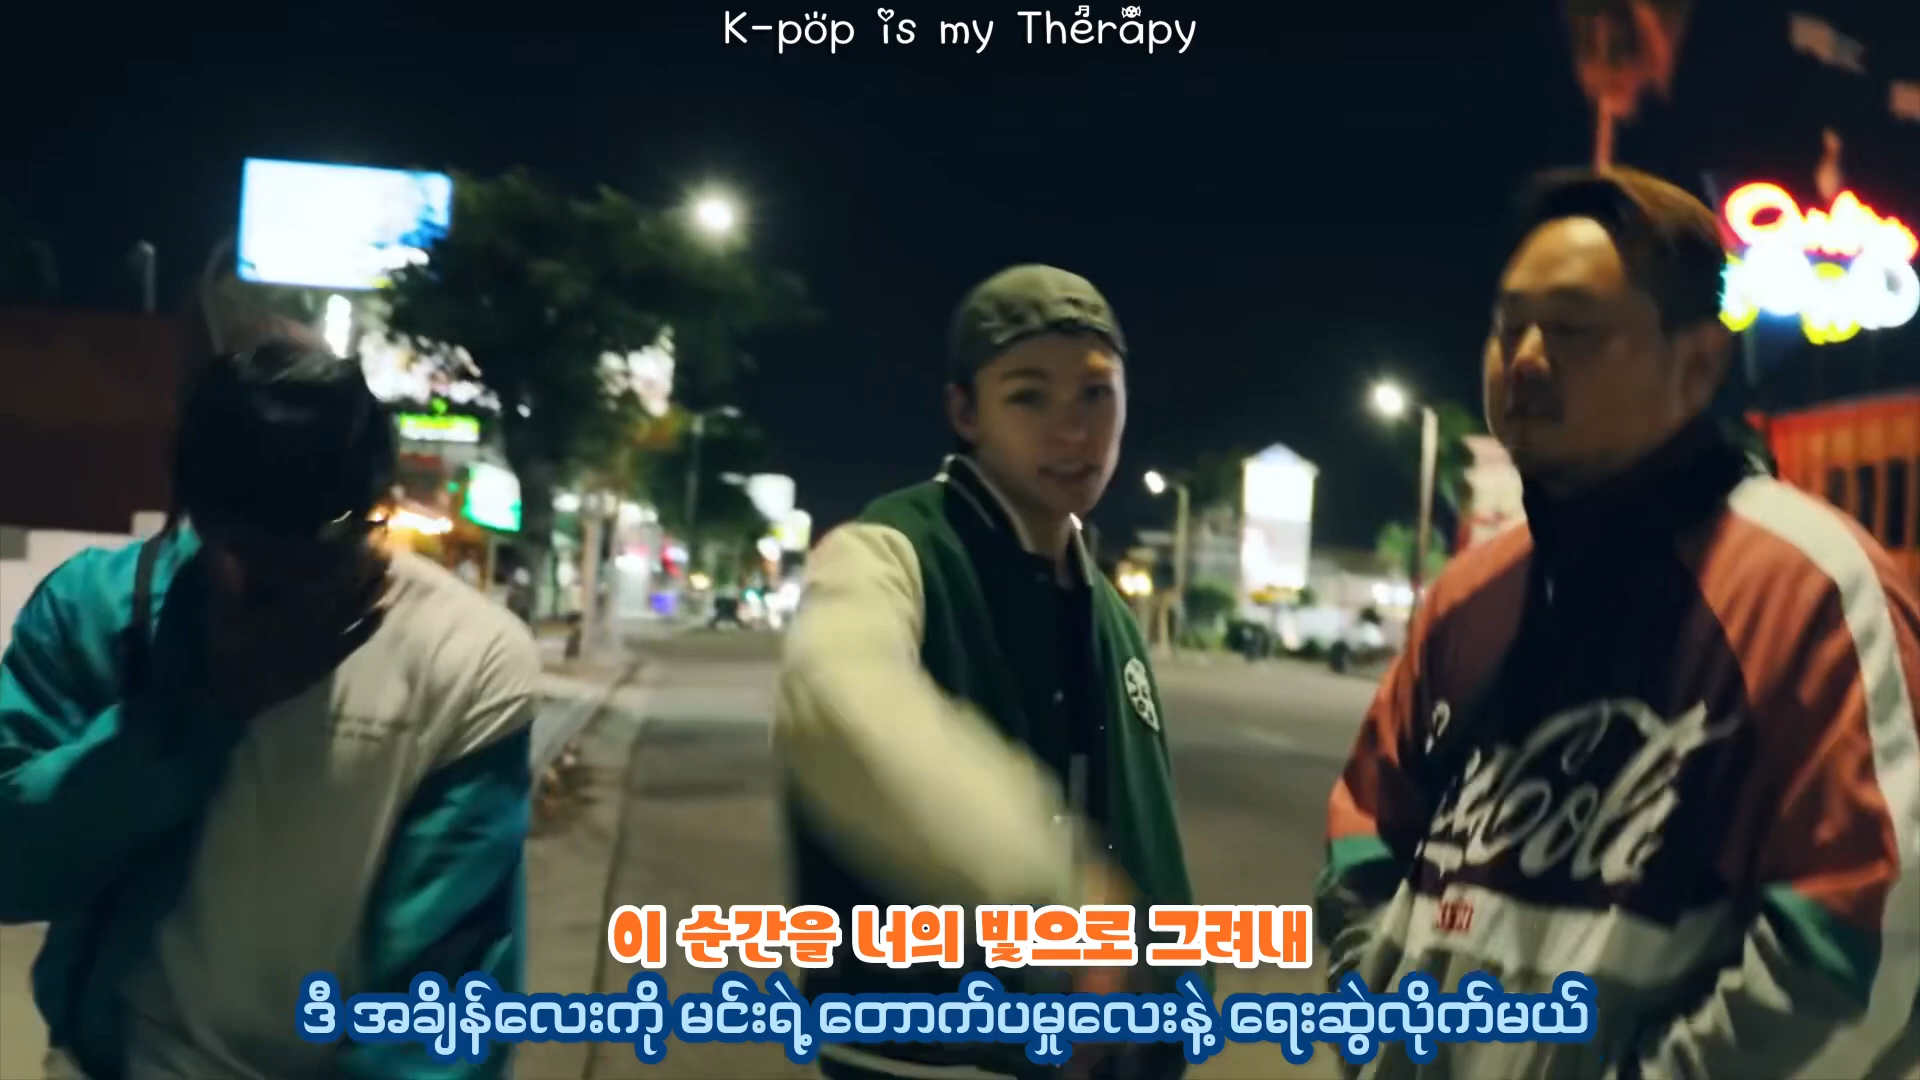 K-pop is my Therapy
이 순간을 너의 빛으로 그려내
ဒီ အချိန်လေးကို မင်းရဲ့ တောက်ပမှုလေးနဲ့ ရေးဆွဲလိုက်မယ်